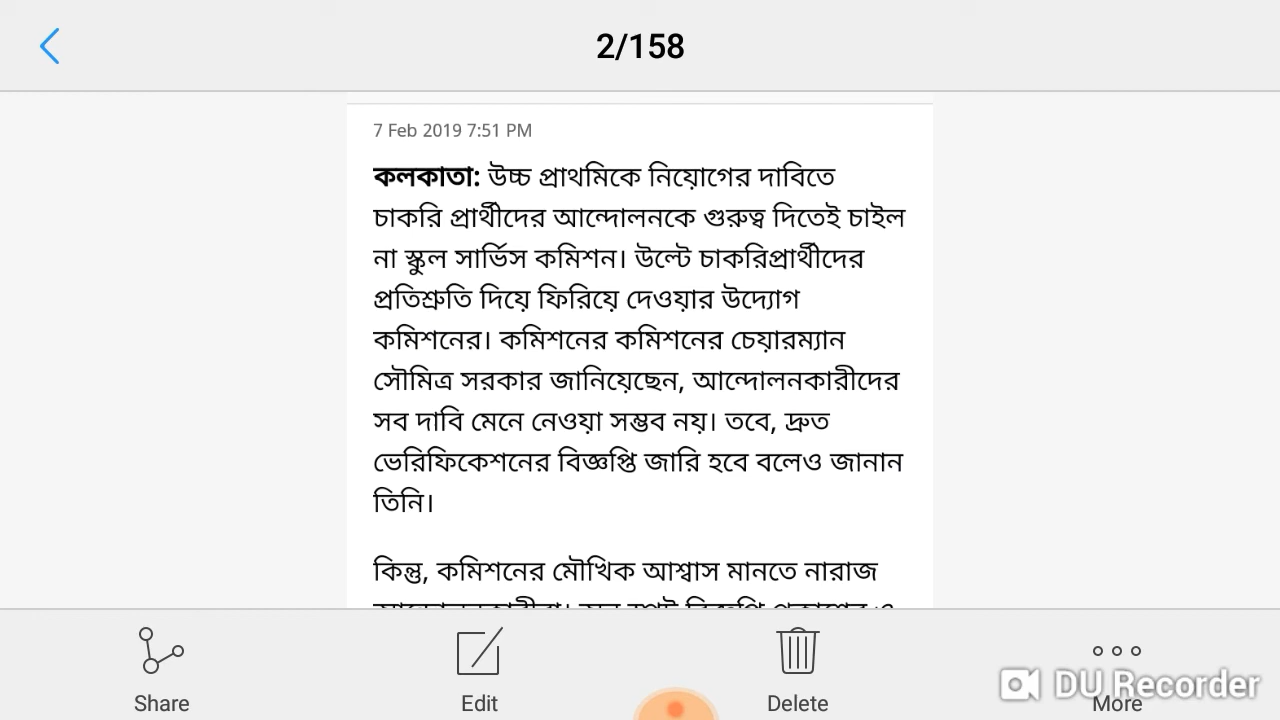 2/158
7 Feb 2019 7:51 PM
কলকাতা: উচ্চ প্রাথমিকে নিয়োগের দাবিতে
চাকরি প্রার্থীদের আন্দোলনকে গুরুত্ব দিতেই চাইল
না স্কুল সার্ভিস কমিশন। উল্টে চাকরিপ্রার্থীদের
প্রতিশ্রুতি দিয়ে ফিরিয়ে দেওয়ার উদ্যোগ
কমিশনের। কমিশনের কমিশনের চেয়ারম্যান
সৌমিত্র সরকার জানিয়েছেন, আন্দোলনকারীদের
সব দাবি মেনে নেওয়া সম্ভব নয়। তবে, দ্রুত
ভেরিফিকেশনের বিজ্ঞপ্তি জারি হবে বলেও জানান
তিনি।
কিন্তু, কমিশনের মৌখিক আশ্বাস মানতে নারাজ
Share Edit Delete More
DU Recorder